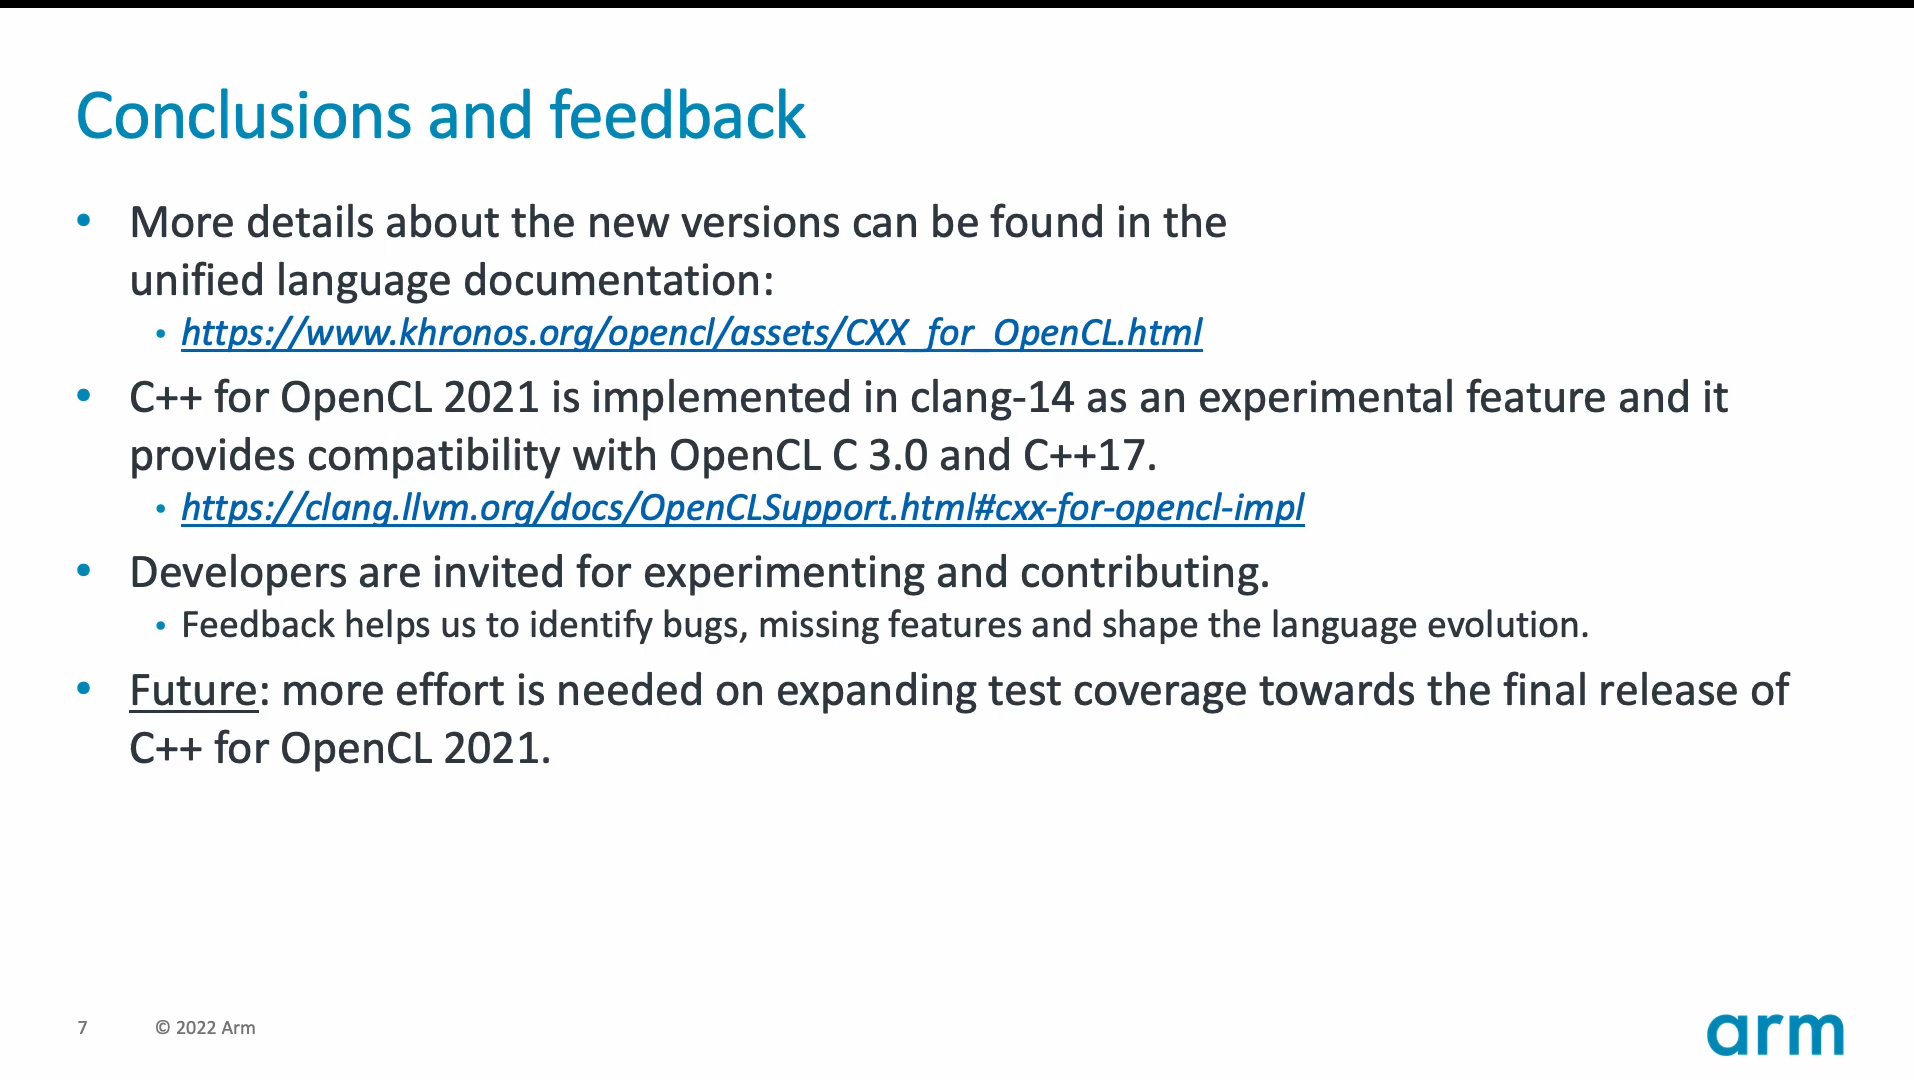 Conclusions and feedback
• More details about the new versions can be found in the
unified language documentation:
• https://www.khronos.org/opencl/assets/CXX_for_OpenCL.html
• C++ for OpenCL 2021 is implemented in clang-14 as an experimental feature and it
provides compatibility with OpenCL C 3.0 and C++17.
• https://clang.llvm.org/docs/OpenCLSupport.html#cxx-for-opencl-impl
• Developers are invited for experimenting and contributing.
• Feedback helps us to identify bugs, missing features and shape the language evolution.
• Future: more effort is needed on expanding test coverage towards the final release of
C++ for OpenCL 2021.
7 © 2022 Arm
arm